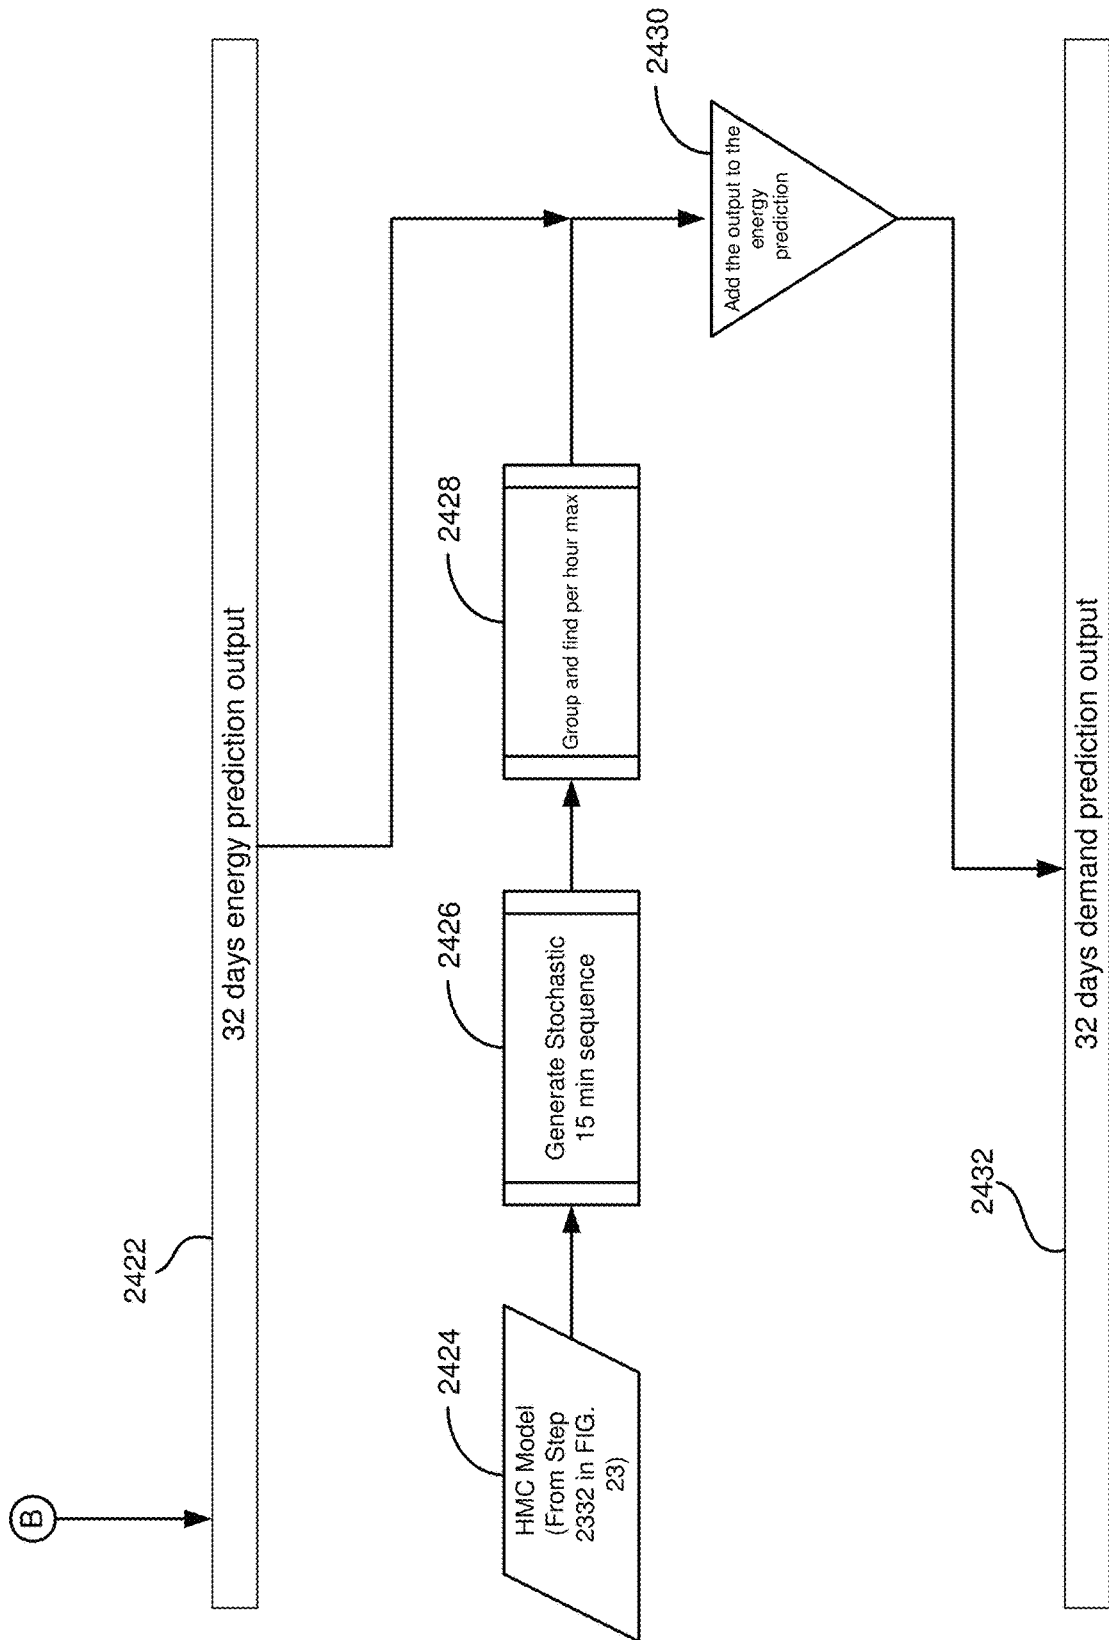 B
2422
32 days energy prediction output
2424
HMC Model
(From Step
2332 in FIG.
23)
2426
Generate Stochastic
15 min sequence
2428
Group and find per hour max
2430
Add the output to the
energy
prediction
2432
32 days demand prediction output